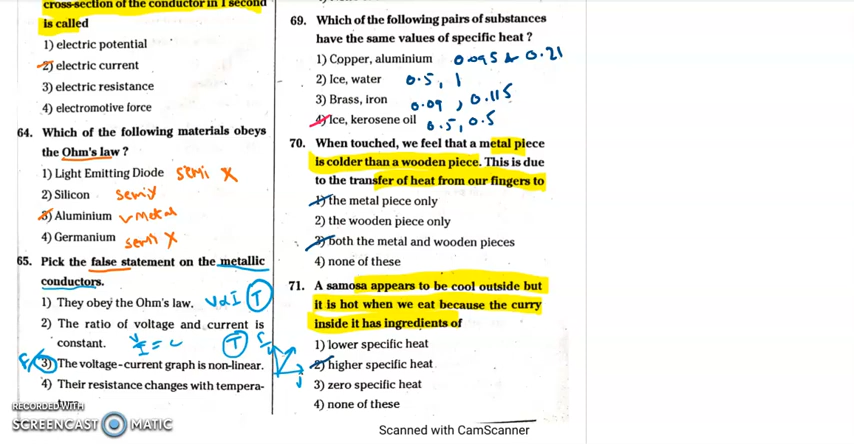 cross-section of the conductor in 1 second
is called
1) electric potential
2) electric current
3) electric resistance
4) electromotive force
64. Which of the following materials obeys
the Ohm's law ?
1) Light Emitting Diode semi X
2) Silicon semi
3) Aluminium Metal
4) Germanium semi X
65. Pick the false statement on the metallic
conductors.
1) They obey the Ohm's law. V∝I T
2) The ratio of voltage and current is
constant. V/I = c T
3) The voltage-current graph is non-linear.
4) Their resistance changes with tempera-
RECORDED WITH
SCREENCAST MATIC
69. Which of the following pairs of substances
have the same values of specific heat ?
1) Copper, aluminium 0.095 & 0.21
2) Ice, water 0.5, 1
3) Brass, iron 0.09, 0.115
4) Ice, kerosene oil 0.5, 0.5
70. When touched, we feel that a metal piece
is colder than a wooden piece. This is due
to the transfer of heat from our fingers to
1) the metal piece only
2) the wooden piece only
3) both the metal and wooden pieces
4) none of these
71. A samosa appears to be cool outside but
it is hot when we eat because the curry
inside it has ingredients of
1) lower specific heat
2) higher specific heat
3) zero specific heat
4) none of these
Scanned with CamScanner